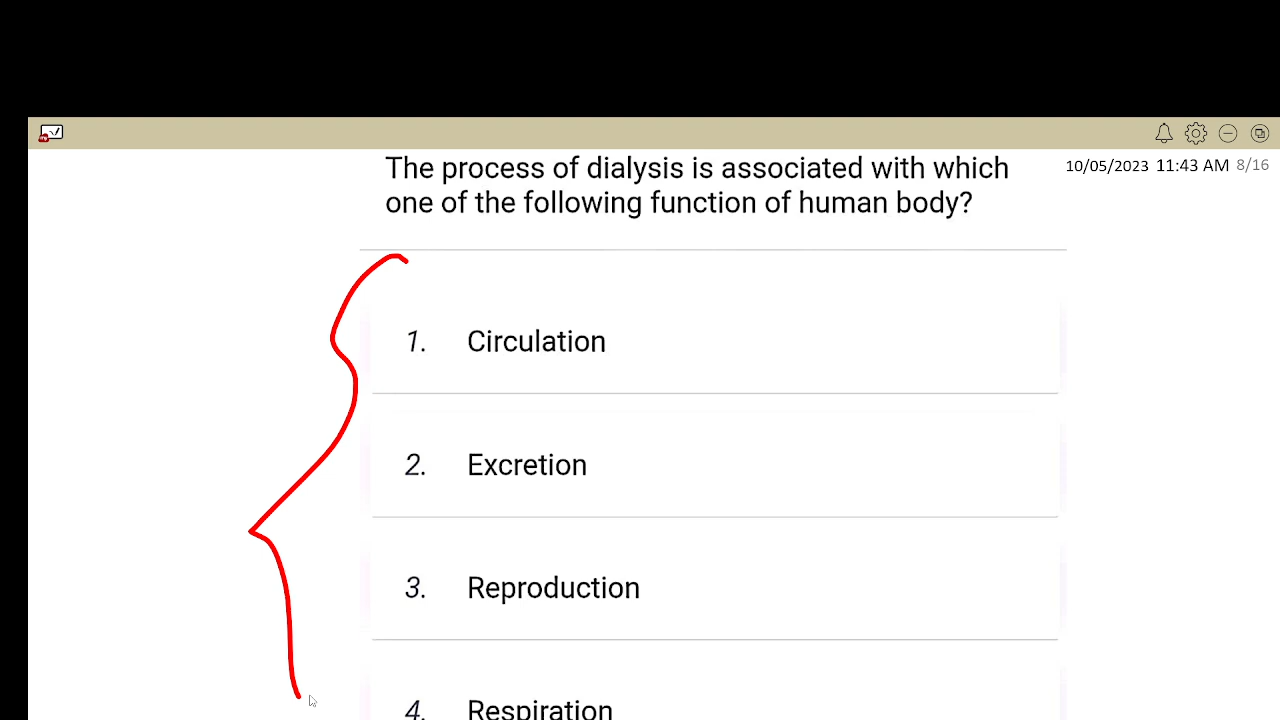 The process of dialysis is associated with which
one of the following function of human body?
10/05/2023 11:43 AM 8/16
1. Circulation
2. Excretion
3. Reproduction
4. Respiration